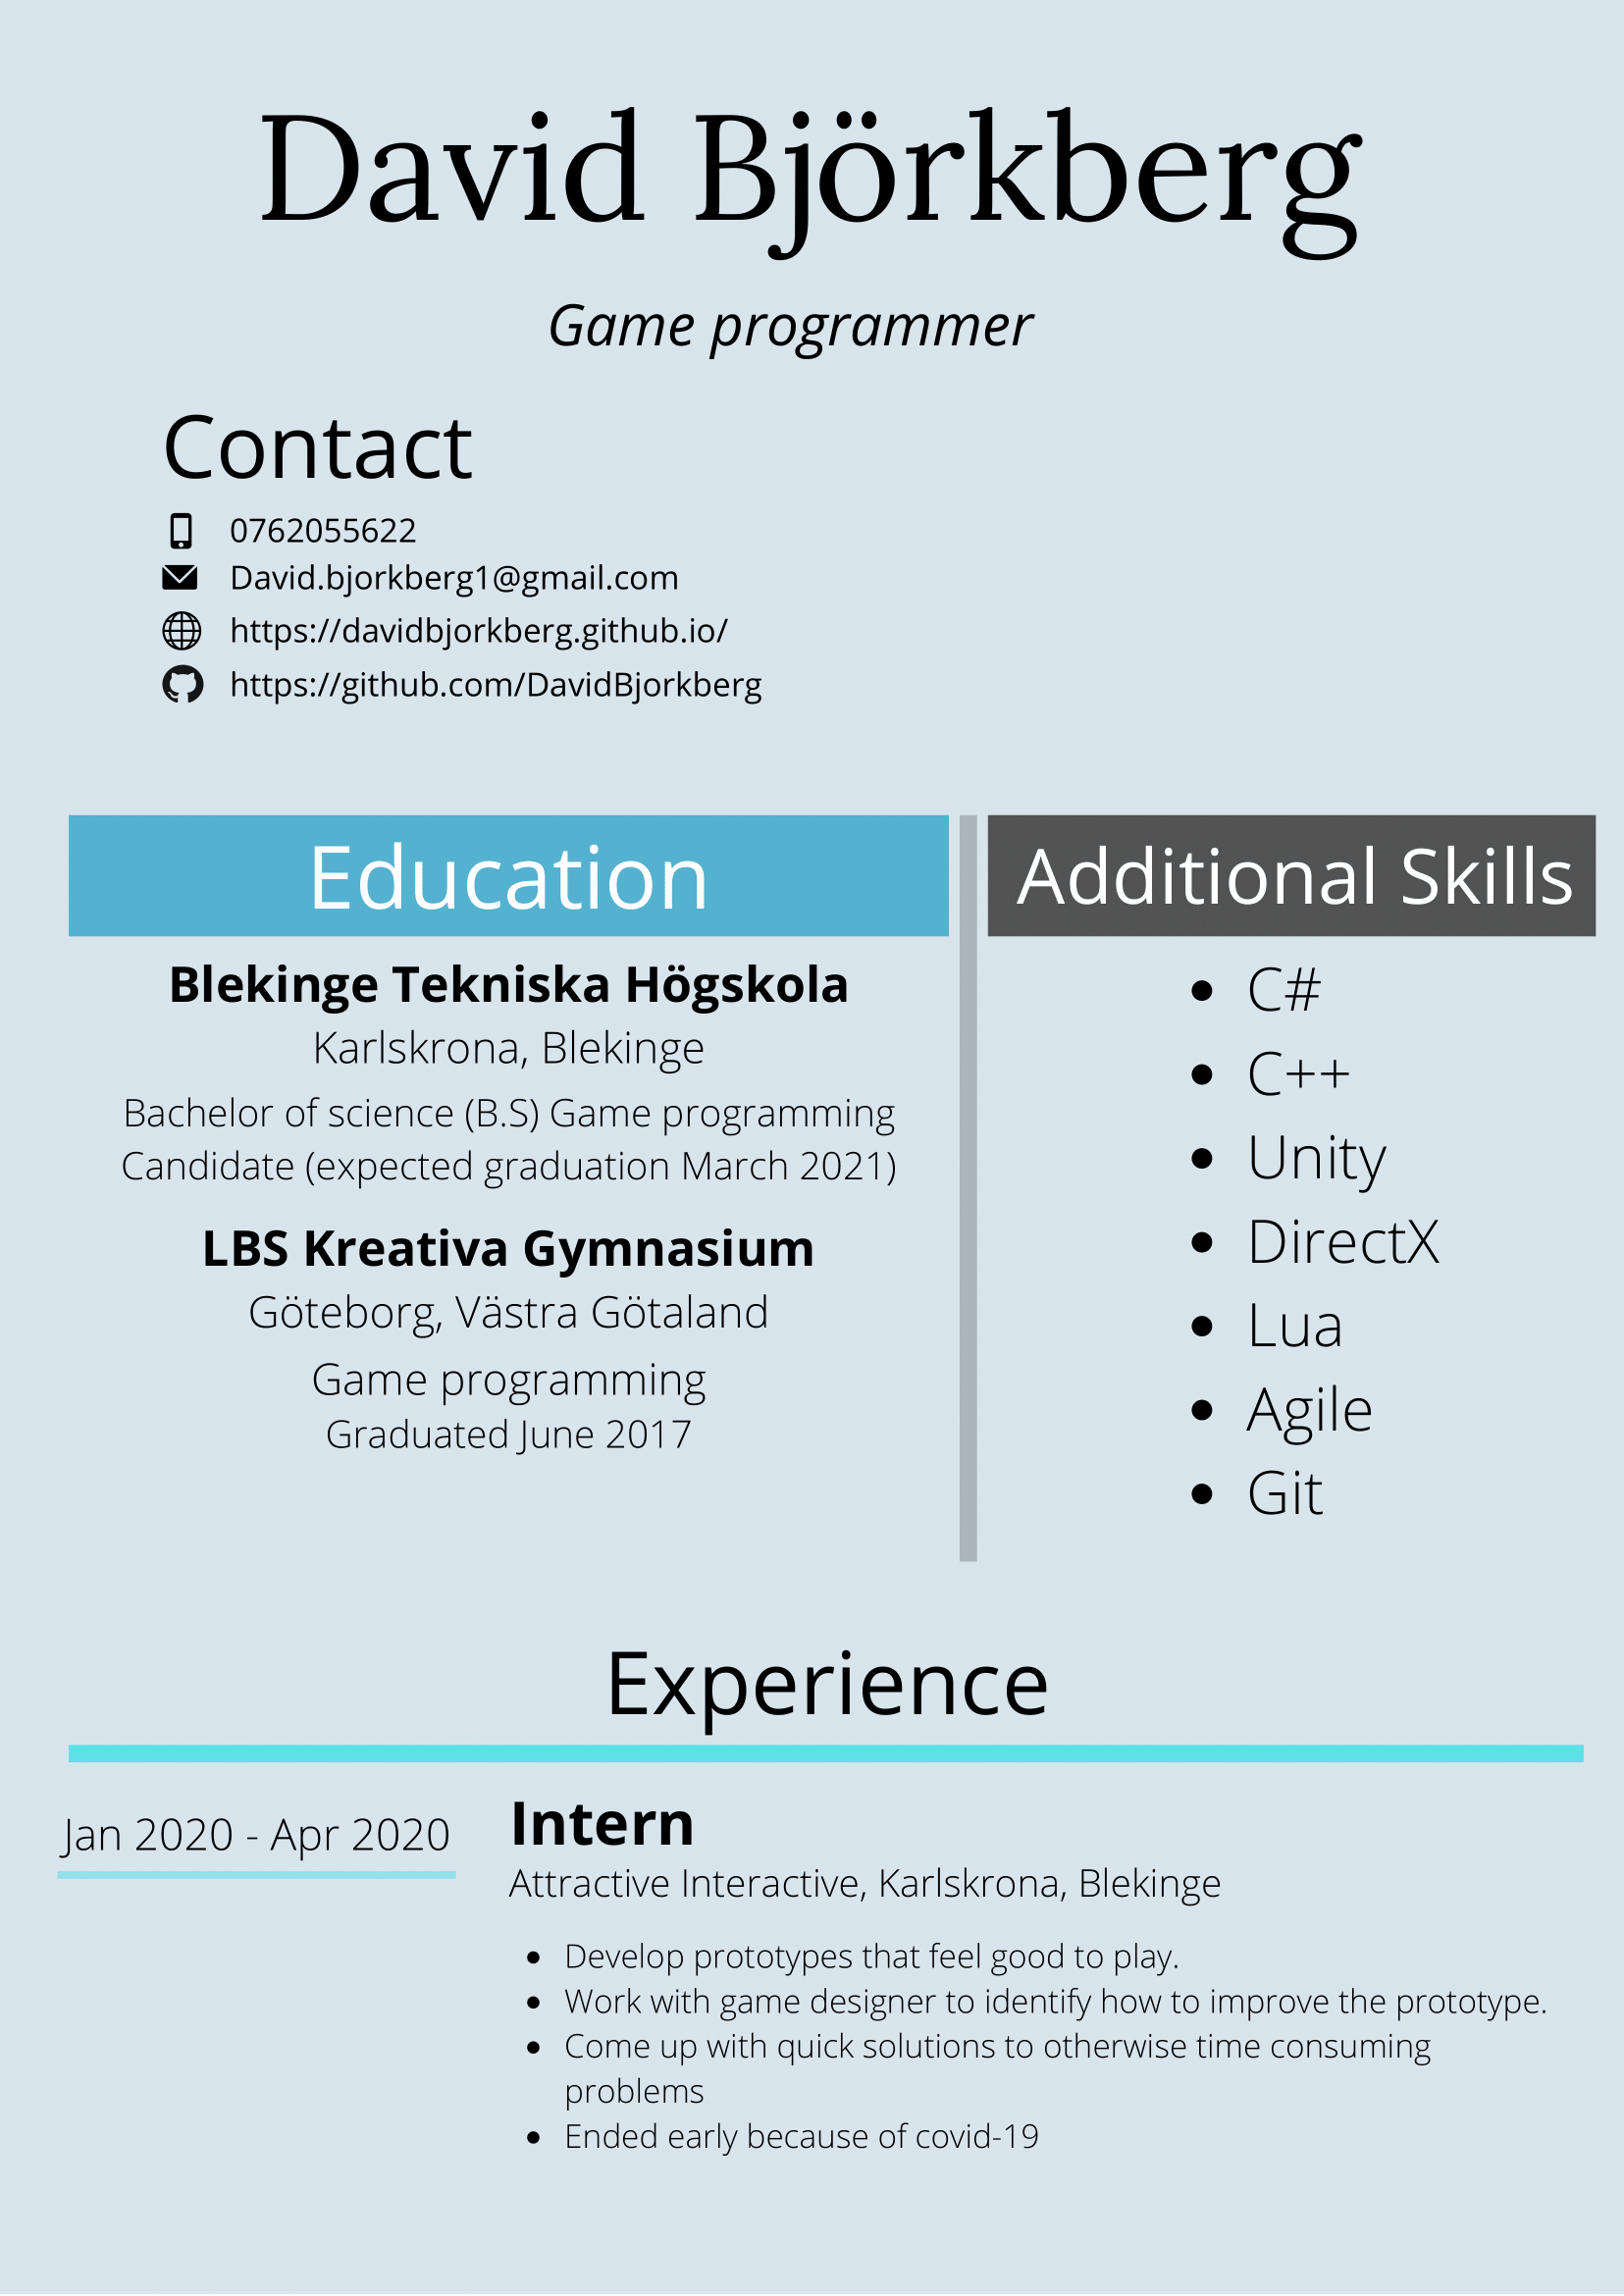 David Björkberg
Game programmer
Contact
0762055622
David.bjorkberg1@gmail.com
https://davidbjorkberg.github.io/
https://github.com/DavidBjorkberg
Education
Blekinge Tekniska Högskola
Karlskrona, Blekinge
Bachelor of science (B.S) Game programming
Candidate (expected graduation March 2021)
LBS Kreativa Gymnasium
Göteborg, Västra Götaland
Game programming
Graduated June 2017
Additional Skills
• C#
• C++
• Unity
• DirectX
• Lua
• Agile
• Git
Experience
Jan 2020 - Apr 2020
Intern
Attractive Interactive, Karlskrona, Blekinge
• Develop prototypes that feel good to play.
• Work with game designer to identify how to improve the prototype.
• Come up with quick solutions to otherwise time consuming
problems
• Ended early because of covid-19